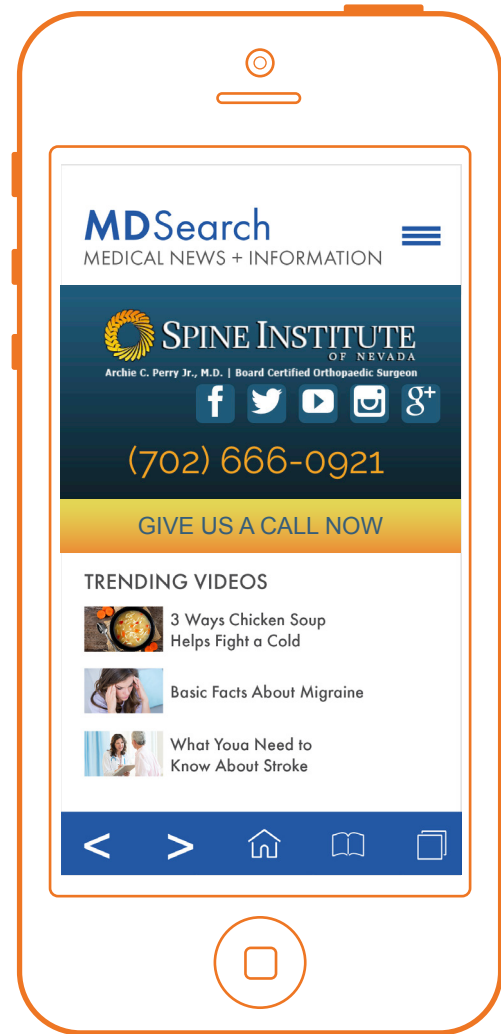 MDSearch
MEDICAL NEWS + INFORMATION
SPINE INSTITUTE
OF NEVADA
Archie C. Perry Jr., M.D. | Board Certified Orthopaedic Surgeon
(702) 666-0921
GIVE US A CALL NOW
TRENDING VIDEOS
3 Ways Chicken Soup
Helps Fight a Cold
Basic Facts About Migraine
What Youa Need to
Know About Stroke